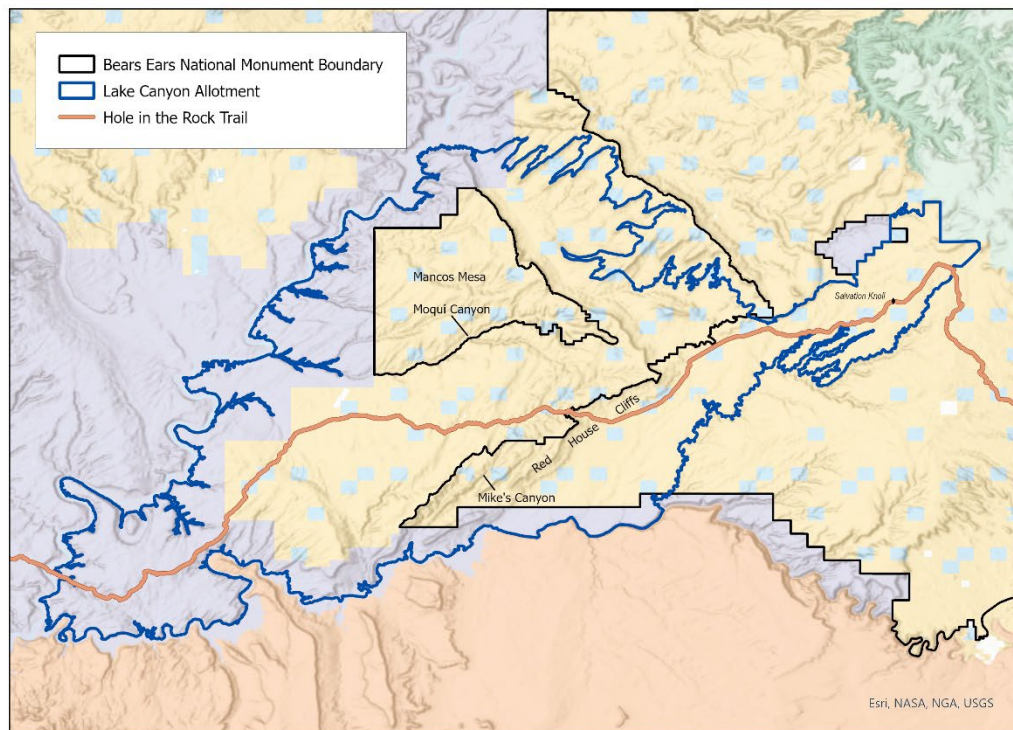 Bears Ears National Monument Boundary
Lake Canyon Allotment
Hole in the Rock Trail
Mancos Mesa
Moqui Canyon
Salvation Knoll
Red House Cliffs
Mike's Canyon
Esri, NASA, NGA, USGS